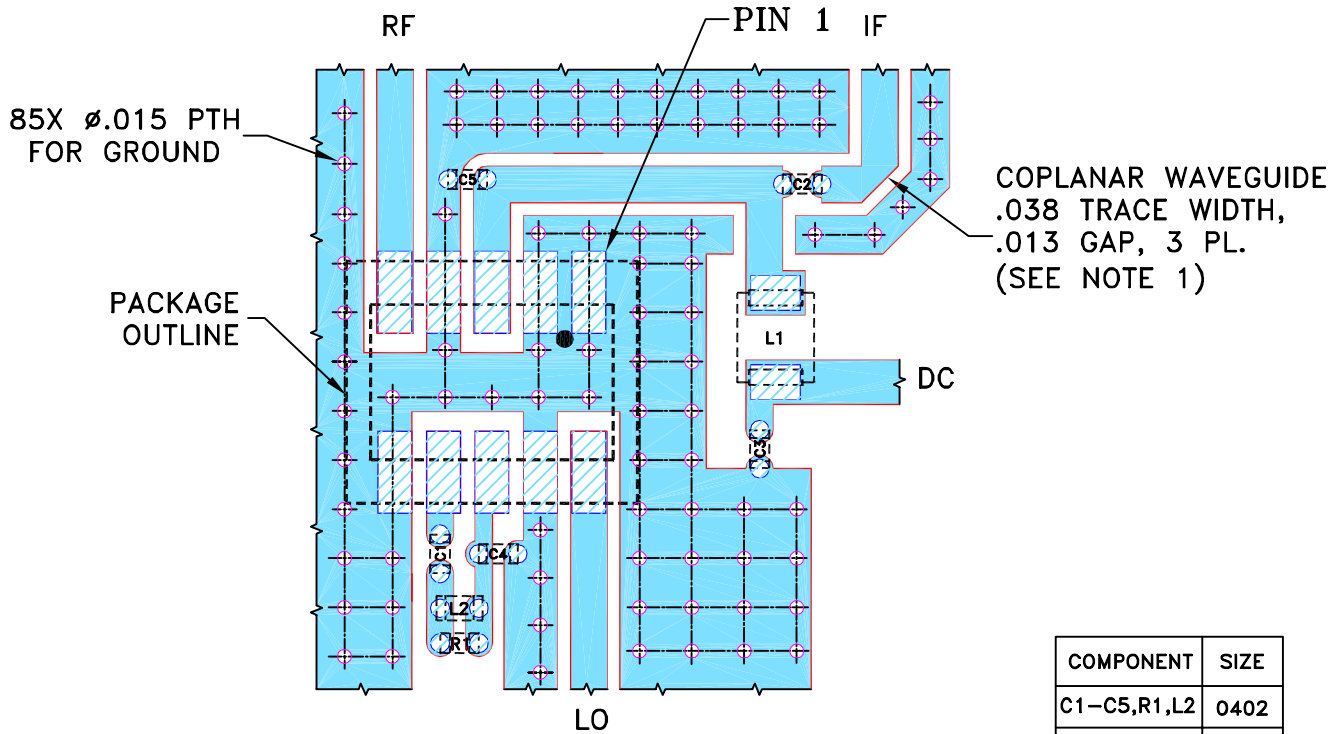 RF
PIN 1
IF
85X ø.015 PTH
FOR GROUND
C5
C2
COPLANAR WAVEGUIDE
.038 TRACE WIDTH,
.013 GAP, 3 PL.
(SEE NOTE 1)
PACKAGE
OUTLINE
L1
DC
C3
C1
C4
L2
R1
LO
COMPONENT SIZE
C1-C5,R1,L2 0402